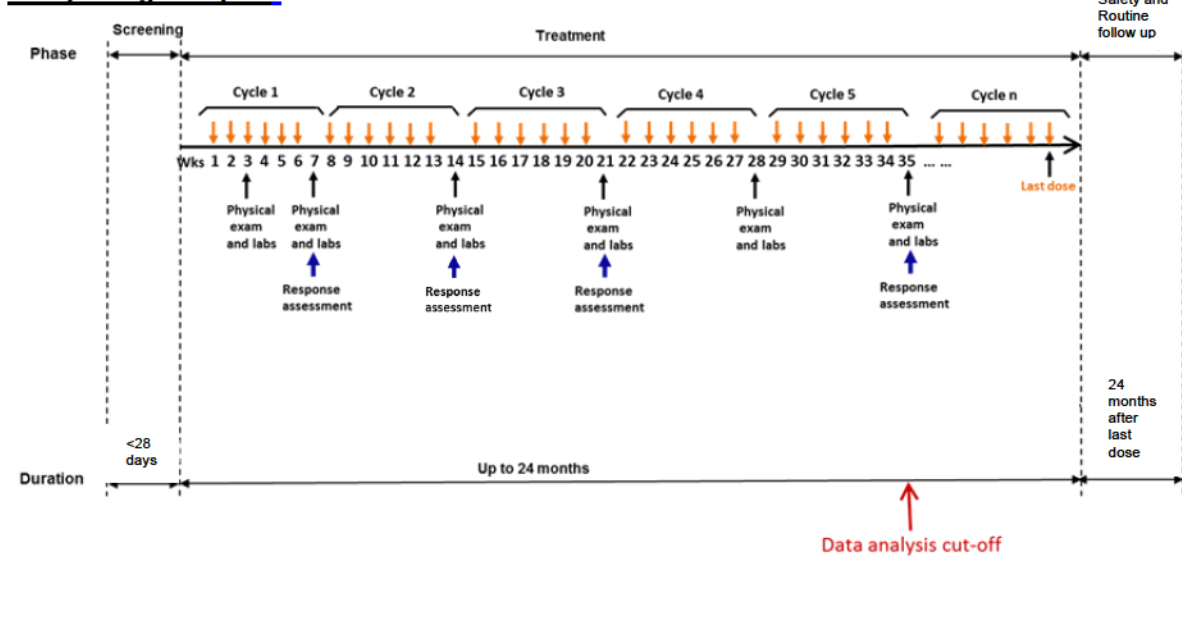 Safety and
Routine
follow up
Screening
Treatment
Phase
Cycle 1
Cycle 2
Cycle 3
Cycle 4
Cycle 5
Cycle n
Wks 1 2 3 4 5 6 7 8 9 10 11 12 13 14 15 16 17 18 19 20 21 22 23 24 25 26 27 28 29 30 31 32 33 34 35 ... ...
Last dose
Physical
exam
and labs
Physical
exam
and labs
Physical
exam
and labs
Physical
exam
and labs
Physical
exam
and labs
Physical
exam
and labs
Response
assessment
Response
assessment
Response
assessment
Response
assessment
24
months
after
last
dose
<28
days
Up to 24 months
Duration
Data analysis cut-off